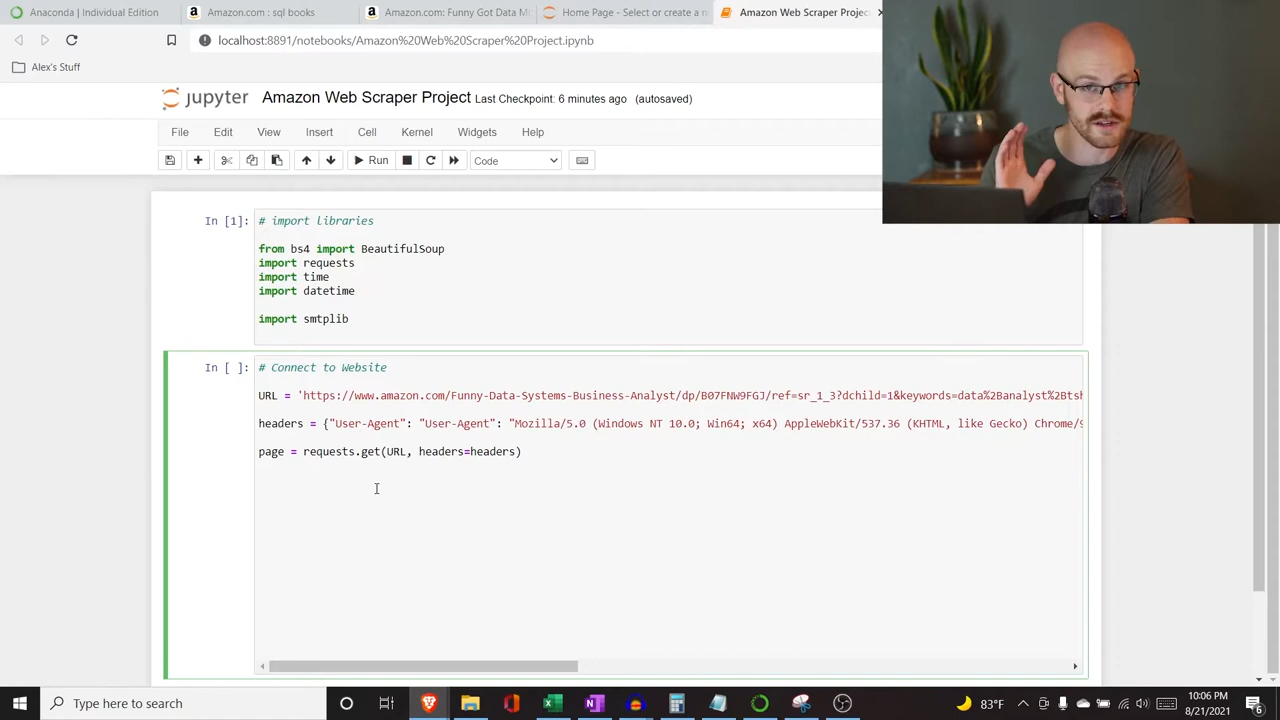 Anaconda | Individual Edition
Amazon.com : sql books
Amazon.com: Funny Got Data M
Home Page - Select or create a n
Amazon Web Scraper Projec
localhost:8891/notebooks/Amazon%20Web%20Scraper%20Project.ipynb
Alex's Stuff
jupyter Amazon Web Scraper Project Last Checkpoint: 6 minutes ago (autosaved)
File Edit View Insert Cell Kernel Widgets Help
Run Code
In [1]: # import libraries
from bs4 import BeautifulSoup
import requests
import time
import datetime
import smtplib
In [ ]: # Connect to Website
URL = 'https://www.amazon.com/Funny-Data-Systems-Business-Analyst/dp/B07FNW9FGJ/ref=sr_1_3?dchild=1&keywords=data%2Banalyst%2Btsh
headers = {"User-Agent": "User-Agent": "Mozilla/5.0 (Windows NT 10.0; Win64; x64) AppleWebKit/537.36 (KHTML, like Gecko) Chrome/9
page = requests.get(URL, headers=headers)
Type here to search
83°F
10:06 PM
8/21/2021
6